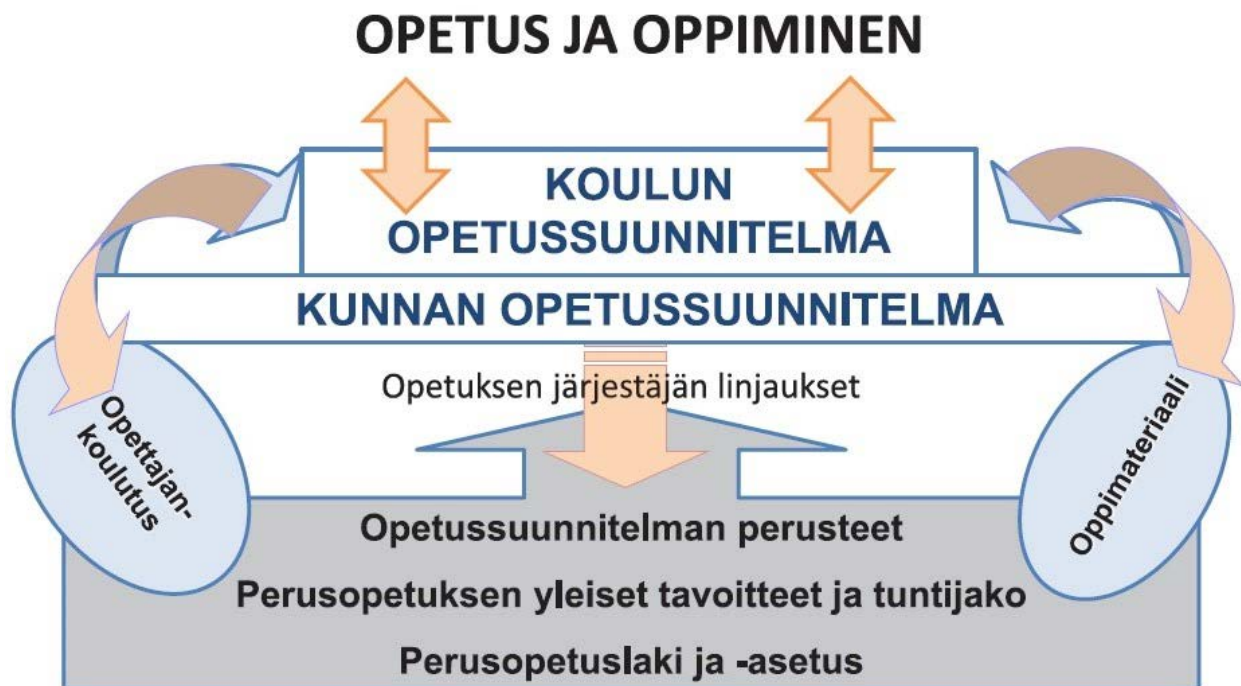 OPETUS JA OPPIMINEN
KOULUN
OPETUSSUUNNITELMA
KUNNAN OPETUSSUUNNITELMA
Opetuksen järjestäjän linjaukset
Opettajan-
koulutus
Oppimateriaali
Opetussuunnitelman perusteet
Perusopetuksen yleiset tavoitteet ja tuntijako
Perusopetuslaki ja -asetus